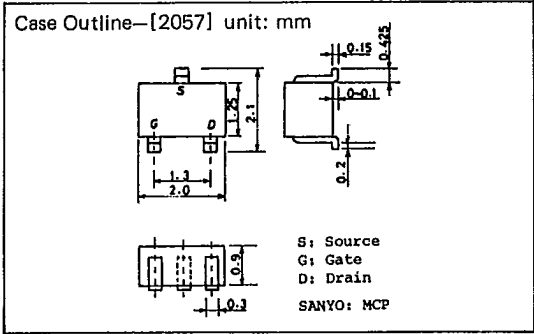 Case Outline—[2057] unit: mm
0.15
0.425
S
0~0.1
1.25
2.1
G
D
0.2
1.3
2.0
S: Source
G: Gate
D: Drain
0.9
SANYO: MCP
0.3